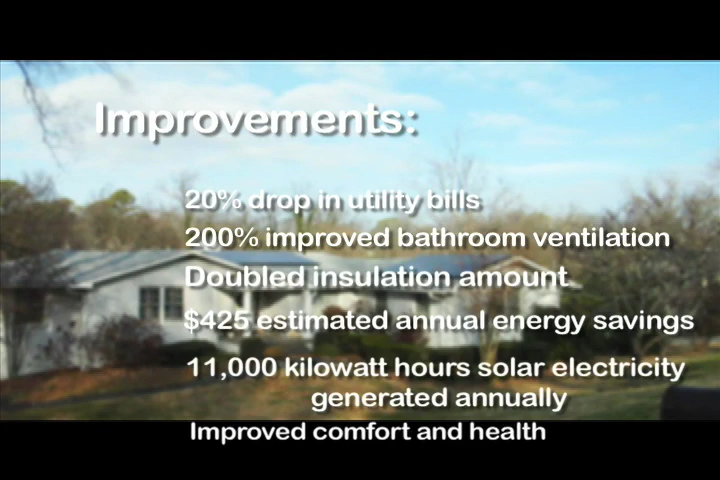 Improvements:
20% drop in utility bills
200% improved bathroom ventilation
Doubled insulation amount
$425 estimated annual energy savings
11,000 kilowatt hours solar electricity
generated annually
Improved comfort and health